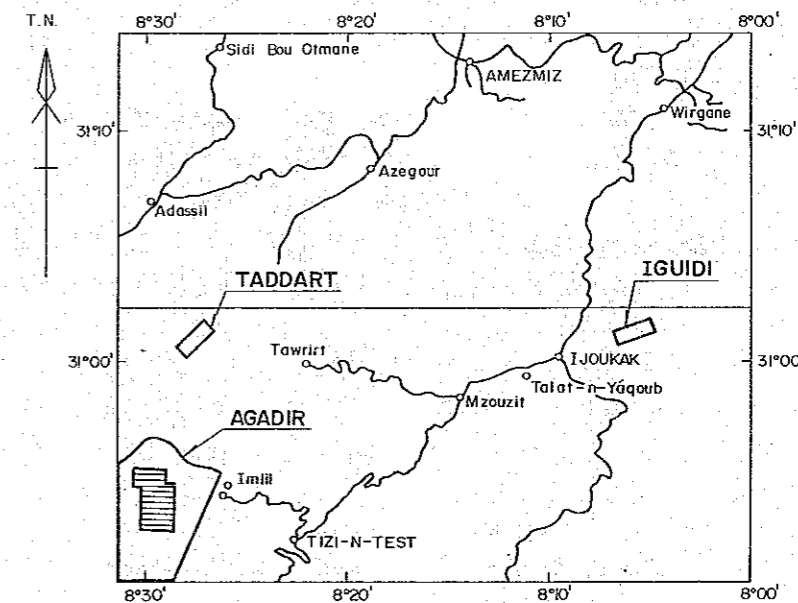 T.N.
8°30' 8°20' 8°10' 8°00'
Sidi Bou Otmane
AMEZMIZ
Wirgane
31°10' 31°10'
Azegour
Adassil
TADDART
IGUIDI
Tawrirt
IJOUKAK
31°00' 31°00'
Talat-n-Yáqoub
Mzouzit
AGADIR
Imlil
TIZI-N-TEST
8°30' 8°20' 8°10' 8°00'